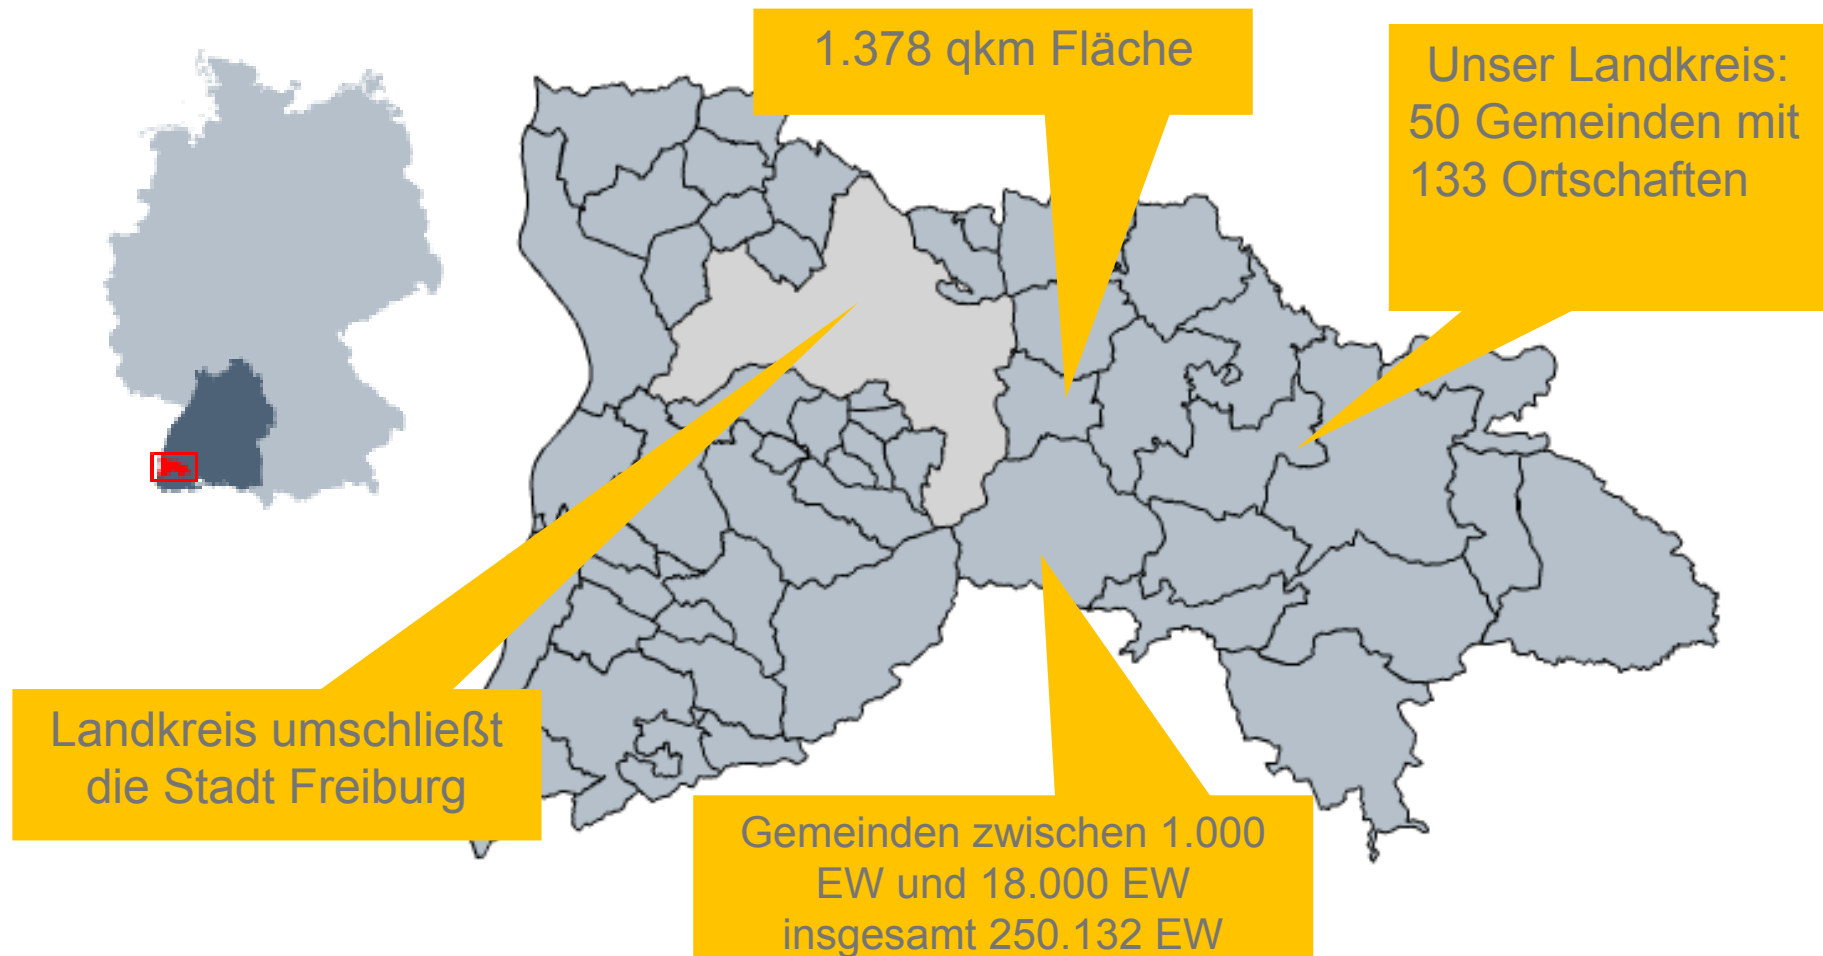 1.378 qkm Fläche
Unser Landkreis:
50 Gemeinden mit
133 Ortschaften
Landkreis umschließt
die Stadt Freiburg
Gemeinden zwischen 1.000
EW und 18.000 EW
insgesamt 250.132 EW